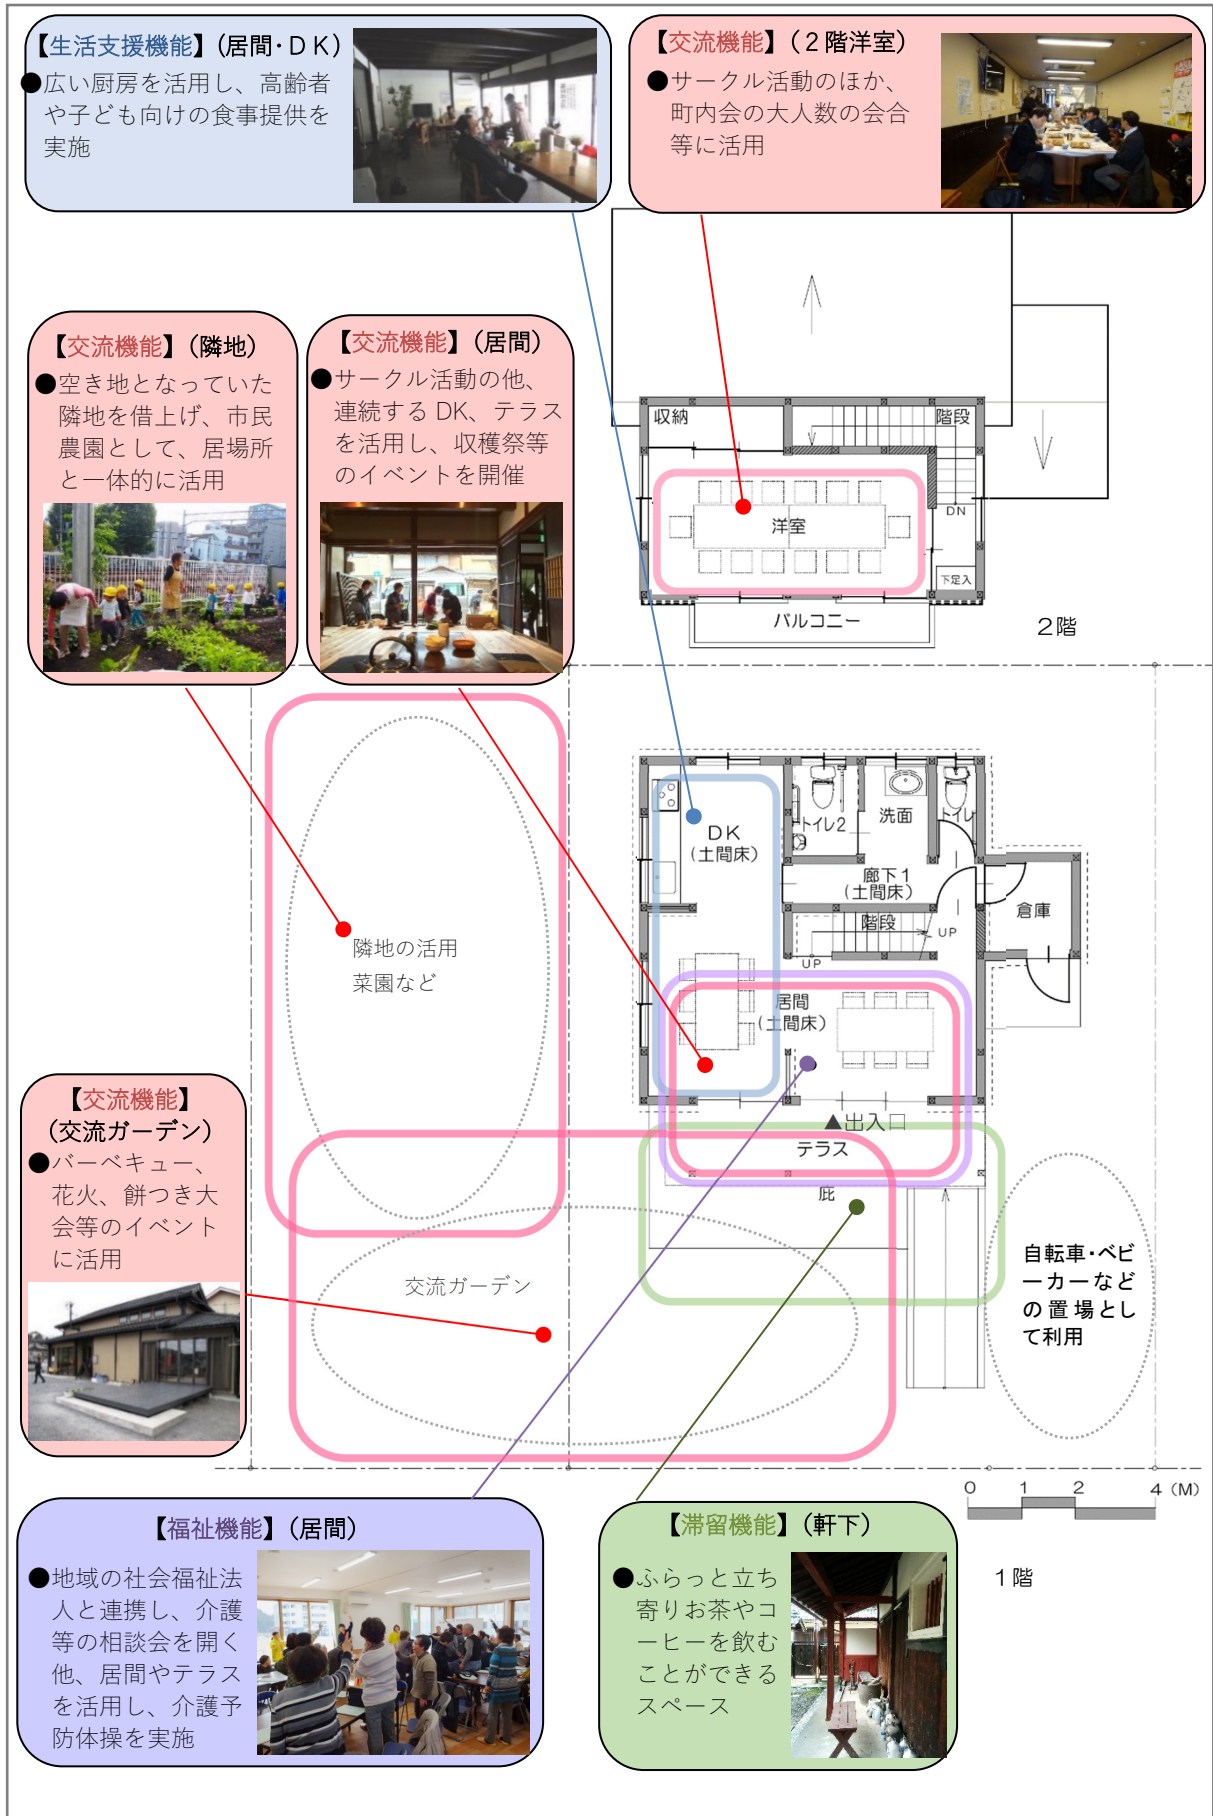 【生活支援機能】(居間・DK)
●広い厨房を活用し、高齢者
や子ども向けの食事提供を
実施
【交流機能】(2階洋室)
●サークル活動のほか、
町内会の大人数の会合
等に活用
【交流機能】(隣地)
●空き地となっていた
隣地を借上げ、市民
農園として、居場所
と一体的に活用
【交流機能】(居間)
●サークル活動の他、
連続するDK、テラス
を活用し、収穫祭等
のイベントを開催
収納
階段
洋室
DN
下足入
バルコニー
2階
DK
(土間床)
トイレ2
洗面
トイレ
廊下1
(土間床)
倉庫
階段
UP
UP
居間
(土間床)
隣地の活用
菜園など
▲出入口
テラス
庇
【交流機能】
(交流ガーデン)
●バーベキュー、
花火、餅つき大
会等のイベント
に活用
交流ガーデン
自転車・ベビ
ーカーなど
の置場とし
て利用
0 1 2 4 (M)
1階
【福祉機能】(居間)
●地域の社会福祉法
人と連携し、介護
等の相談会を開く
他、居間やテラス
を活用し、介護予
防体操を実施
【滞留機能】(軒下)
●ふらっと立ち
寄りお茶やコ
ーヒーを飲む
ことができる
スペース